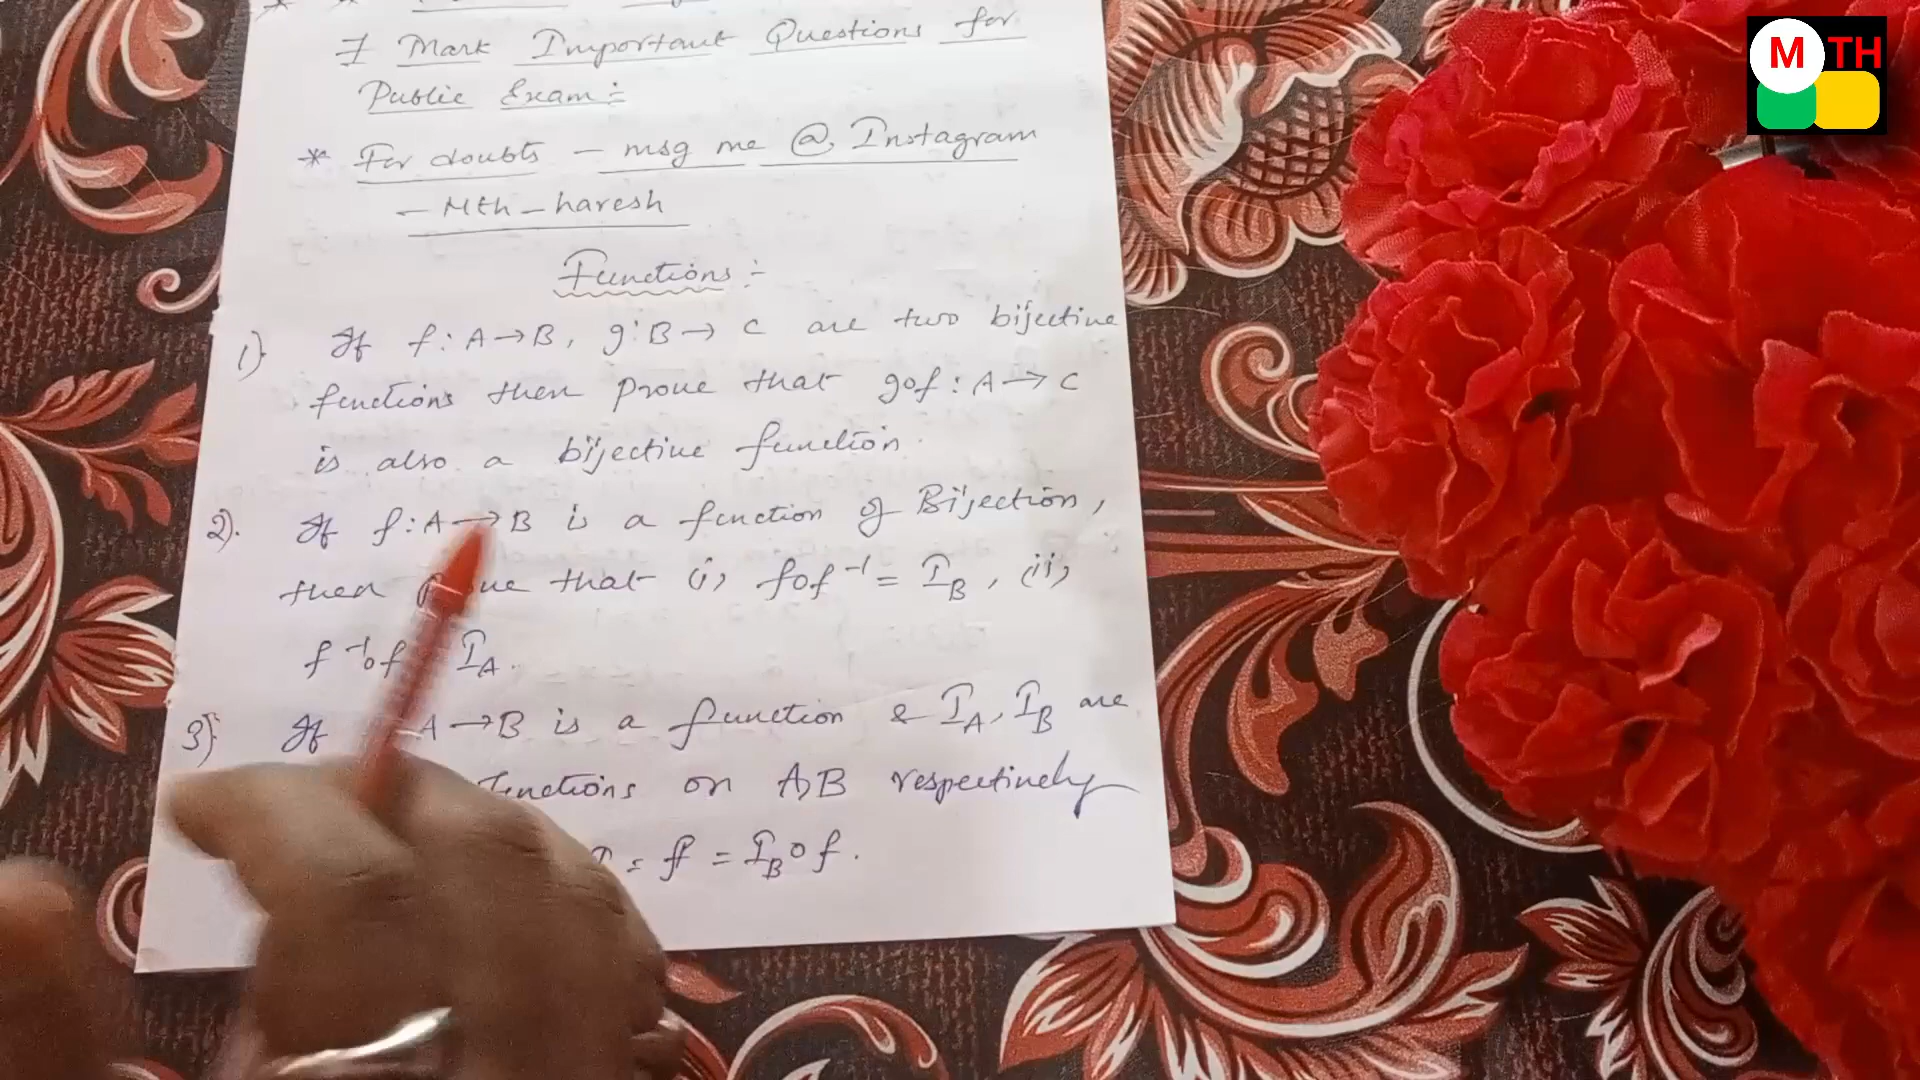 7 Mark Important Questions for
Public Exam :-
* For doubts - msg me @ Instagram
- Mth - haresh
Functions :-
1) If f : A → B, g : B → C are two bijective
functions then prove that gof : A → C
is also a bijective function.
2). If f : A → B is a function of Bijection,
then that (i) fof⁻¹ = I_B, (ii)
f⁻¹of I_A.
3) If A → B is a function & I_A, I_B are
functions on A, B respectively
= f = I_B o f.
M TH